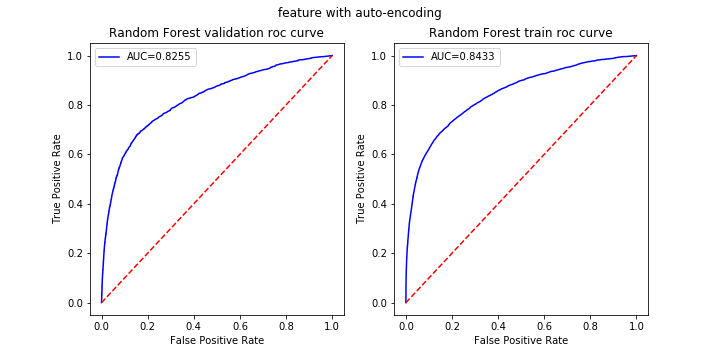 feature with auto-encoding
Random Forest validation roc curve
AUC=0.8255
1.0
0.8
0.6
0.4
0.2
0.0
True Positive Rate
0.0 0.2 0.4 0.6 0.8 1.0
False Positive Rate
Random Forest train roc curve
AUC=0.8433
1.0
0.8
0.6
0.4
0.2
0.0
True Positive Rate
0.0 0.2 0.4 0.6 0.8 1.0
False Positive Rate